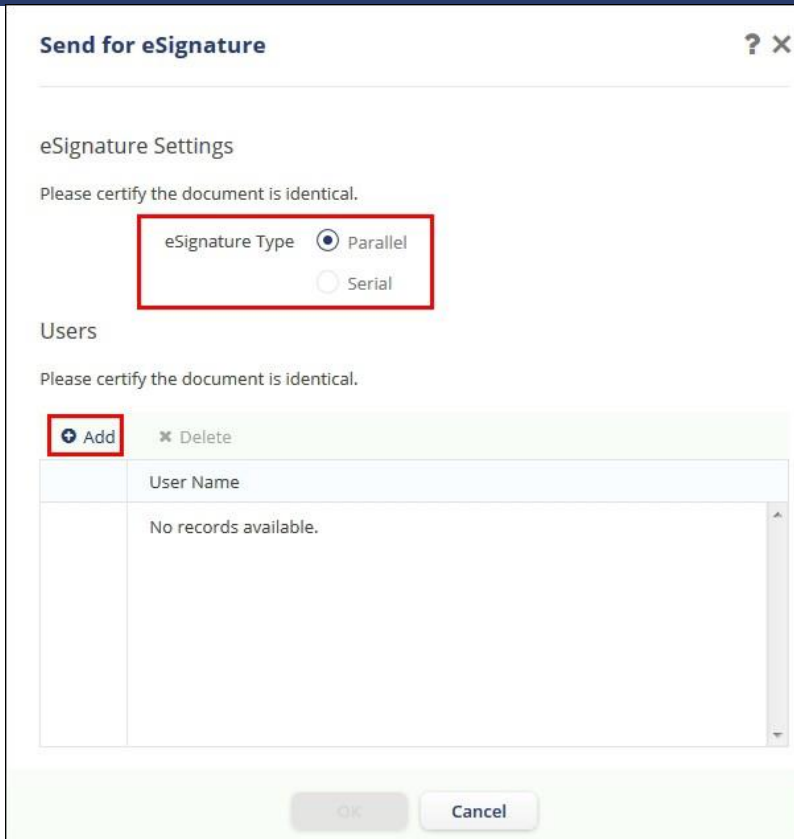 Send for eSignature
eSignature Settings
Please certify the document is identical.
eSignature Type Parallel
Serial
Users
Please certify the document is identical.
Add Delete
User Name
No records available.
OK Cancel